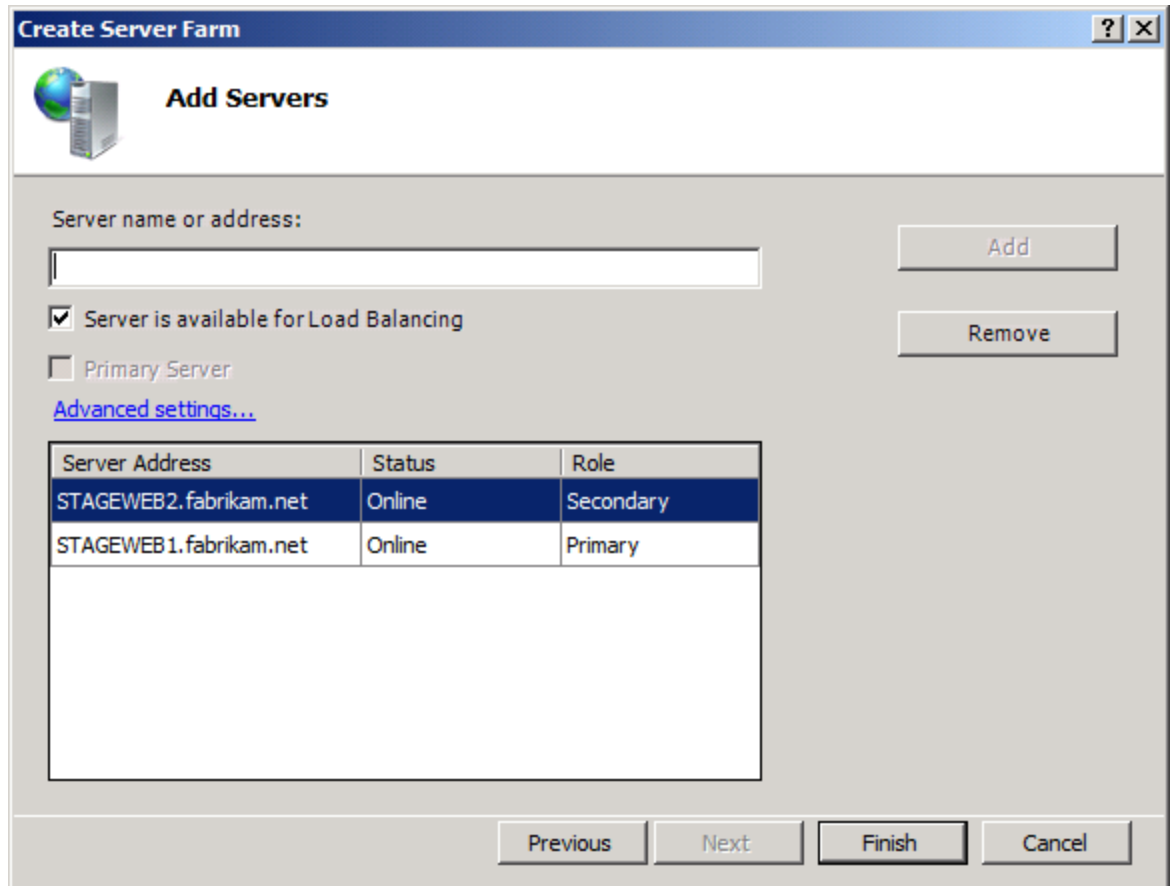 Create Server Farm
Add Servers
Server name or address:
Add
Server is available for Load Balancing
Remove
Primary Server
Advanced settings...
Server Address Status Role
STAGEWEB2.fabrikam.net Online Secondary
STAGEWEB1.fabrikam.net Online Primary
Previous Next Finish Cancel